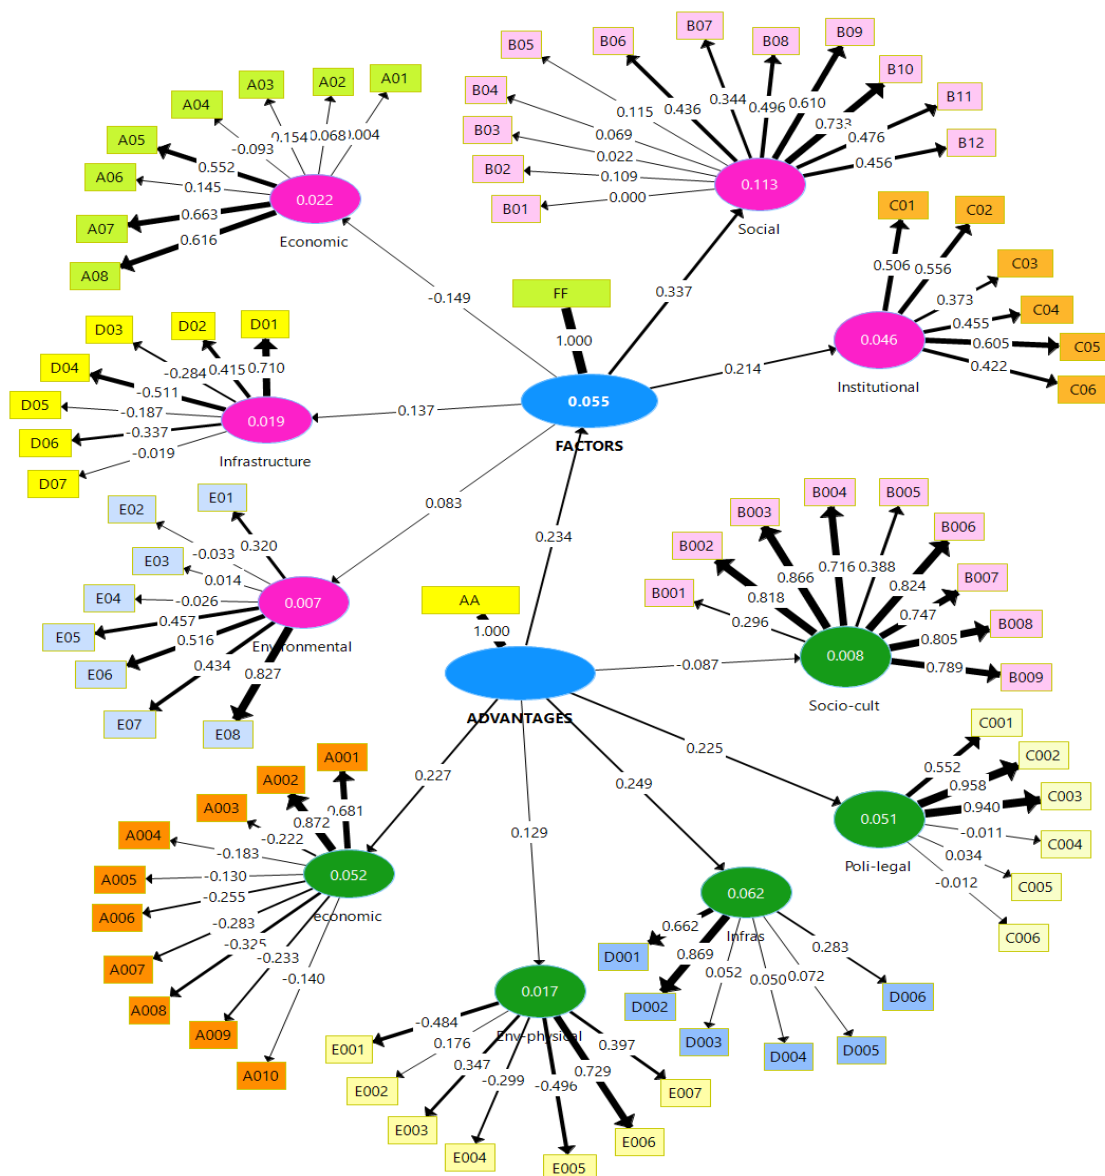 B07
B09
B08
B06
B05
B10
B04
B11
B03
B12
B02
B01
0.115
0.436
0.344
0.496
0.610
0.733
0.476
0.456
0.069
0.022
0.109
0.000
0.113
Social
A01
A02
A03
A04
A05
A06
A07
A08
-0.093
0.154
0.068
0.004
0.552
0.145
0.663
0.616
0.022
Economic
C01
C02
C03
C04
C05
C06
0.506
0.556
0.373
0.455
0.605
0.422
0.046
Institutional
-0.149
0.337
0.214
0.137
0.083
FF
1.000
0.055
FACTORS
D01
D02
D03
D04
D05
D06
D07
0.710
0.415
-0.284
-0.511
-0.187
-0.337
-0.019
0.019
Infrastructure
E01
E02
E03
E04
E05
E06
E07
E08
0.320
-0.033
0.014
-0.026
0.457
0.516
0.434
0.827
0.007
Environmental
0.234
AA
1.000
ADVANTAGES
-0.087
0.225
0.249
0.129
0.227
B001
B002
B003
B004
B005
B006
B007
B008
B009
0.296
0.818
0.866
0.716
0.388
0.824
0.747
0.805
0.789
0.008
Socio-cult
C001
C002
C003
C004
C005
C006
0.552
0.958
0.940
-0.011
0.034
-0.012
0.051
Poli-legal
A001
A002
A003
A004
A005
A006
A007
A008
A009
A010
0.681
0.872
-0.222
-0.183
-0.130
-0.255
-0.283
-0.325
-0.233
-0.140
0.052
economic
0.062
Infras
0.662
0.869
0.052
0.050
0.072
0.283
D001
D002
D003
D004
D005
D006
0.017
Env-physical
-0.484
0.176
0.347
-0.299
-0.496
0.729
0.397
E001
E002
E003
E004
E005
E006
E007